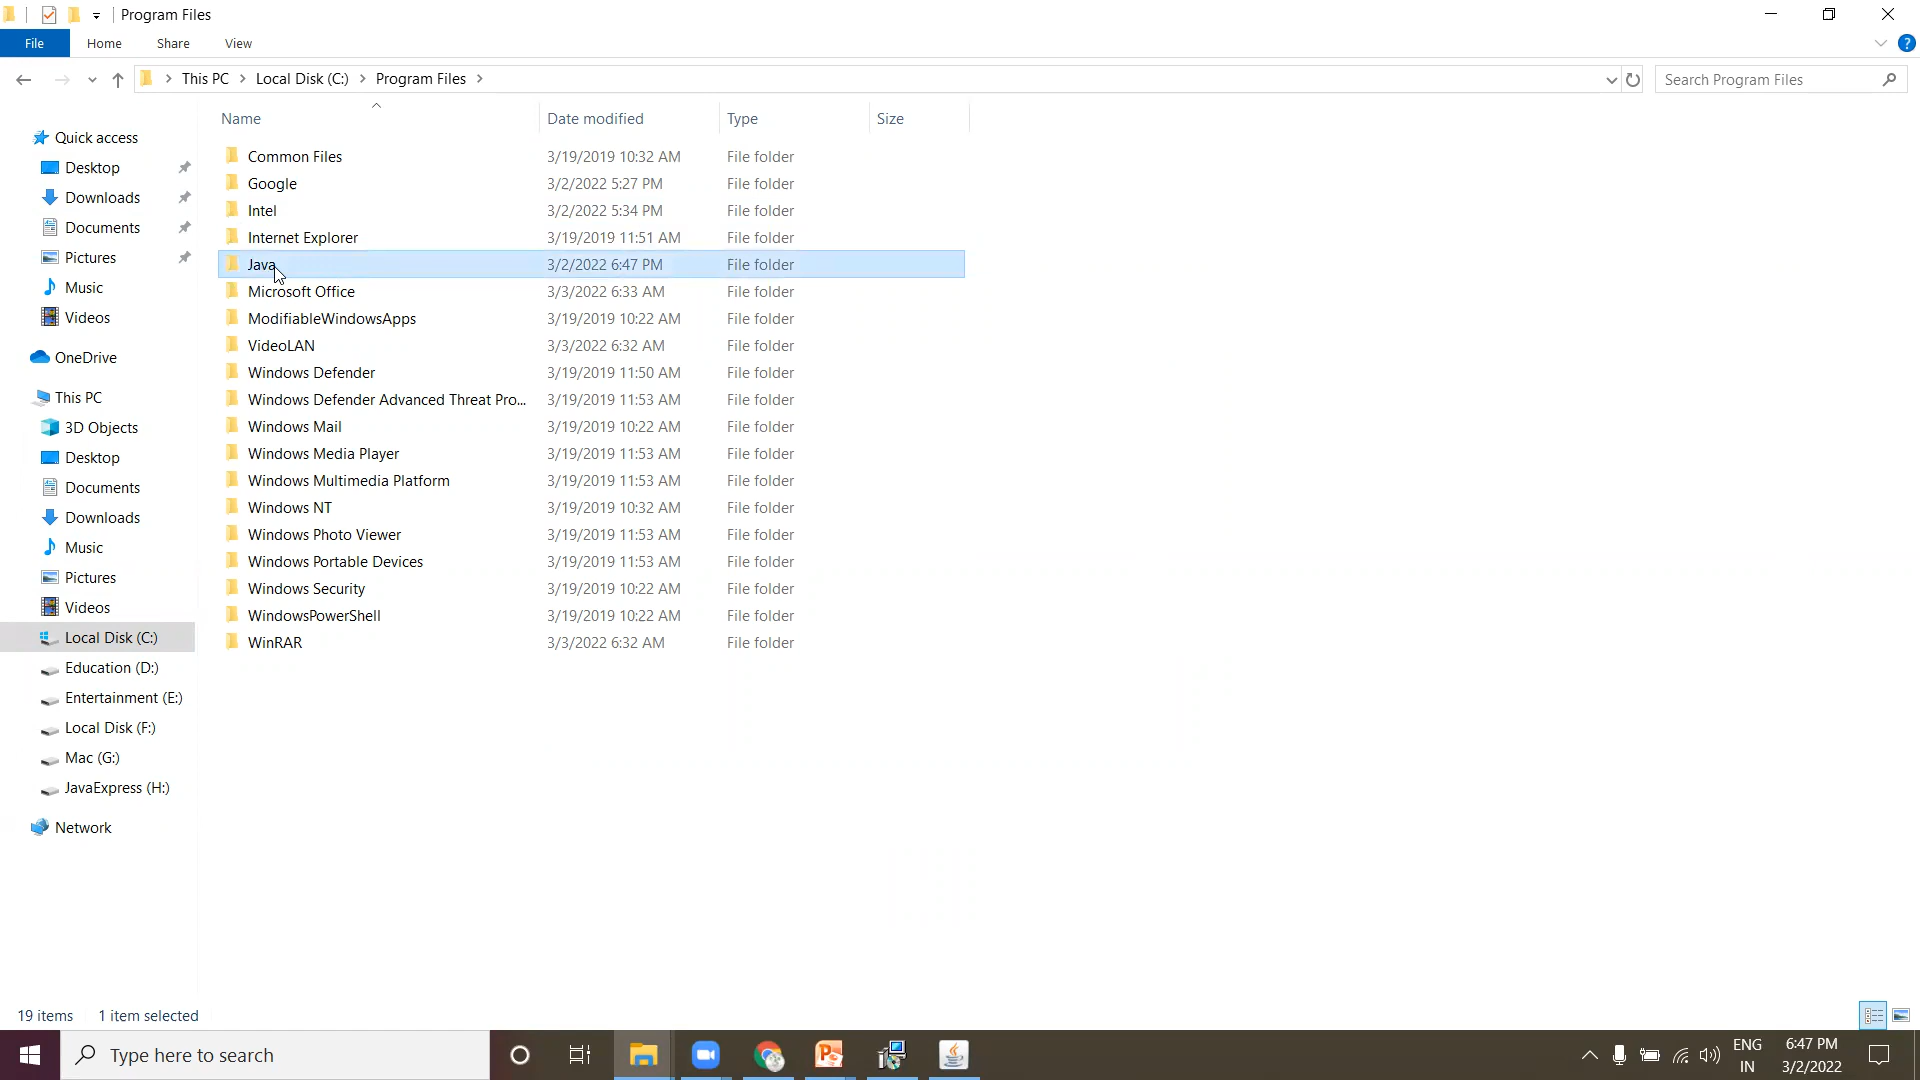 Program Files
File Home Share View
This PC Local Disk (C:) Program Files
Search Program Files
Name Date modified Type Size
Quick access
Desktop
Downloads
Documents
Pictures
Music
Videos
OneDrive
This PC
3D Objects
Desktop
Documents
Downloads
Music
Pictures
Videos
Local Disk (C:)
Education (D:)
Entertainment (E:)
Local Disk (F:)
Mac (G:)
JavaExpress (H:)
Network
Common Files 3/19/2019 10:32 AM File folder
Google 3/2/2022 5:27 PM File folder
Intel 3/2/2022 5:34 PM File folder
Internet Explorer 3/19/2019 11:51 AM File folder
Java 3/2/2022 6:47 PM File folder
Microsoft Office 3/3/2022 6:33 AM File folder
ModifiableWindowsApps 3/19/2019 10:22 AM File folder
VideoLAN 3/3/2022 6:32 AM File folder
Windows Defender 3/19/2019 11:50 AM File folder
Windows Defender Advanced Threat Pro... 3/19/2019 11:53 AM File folder
Windows Mail 3/19/2019 10:22 AM File folder
Windows Media Player 3/19/2019 11:53 AM File folder
Windows Multimedia Platform 3/19/2019 11:53 AM File folder
Windows NT 3/19/2019 10:32 AM File folder
Windows Photo Viewer 3/19/2019 11:53 AM File folder
Windows Portable Devices 3/19/2019 11:53 AM File folder
Windows Security 3/19/2019 10:22 AM File folder
WindowsPowerShell 3/19/2019 10:22 AM File folder
WinRAR 3/3/2022 6:32 AM File folder
19 items 1 item selected
Type here to search
ENG
IN
6:47 PM
3/2/2022